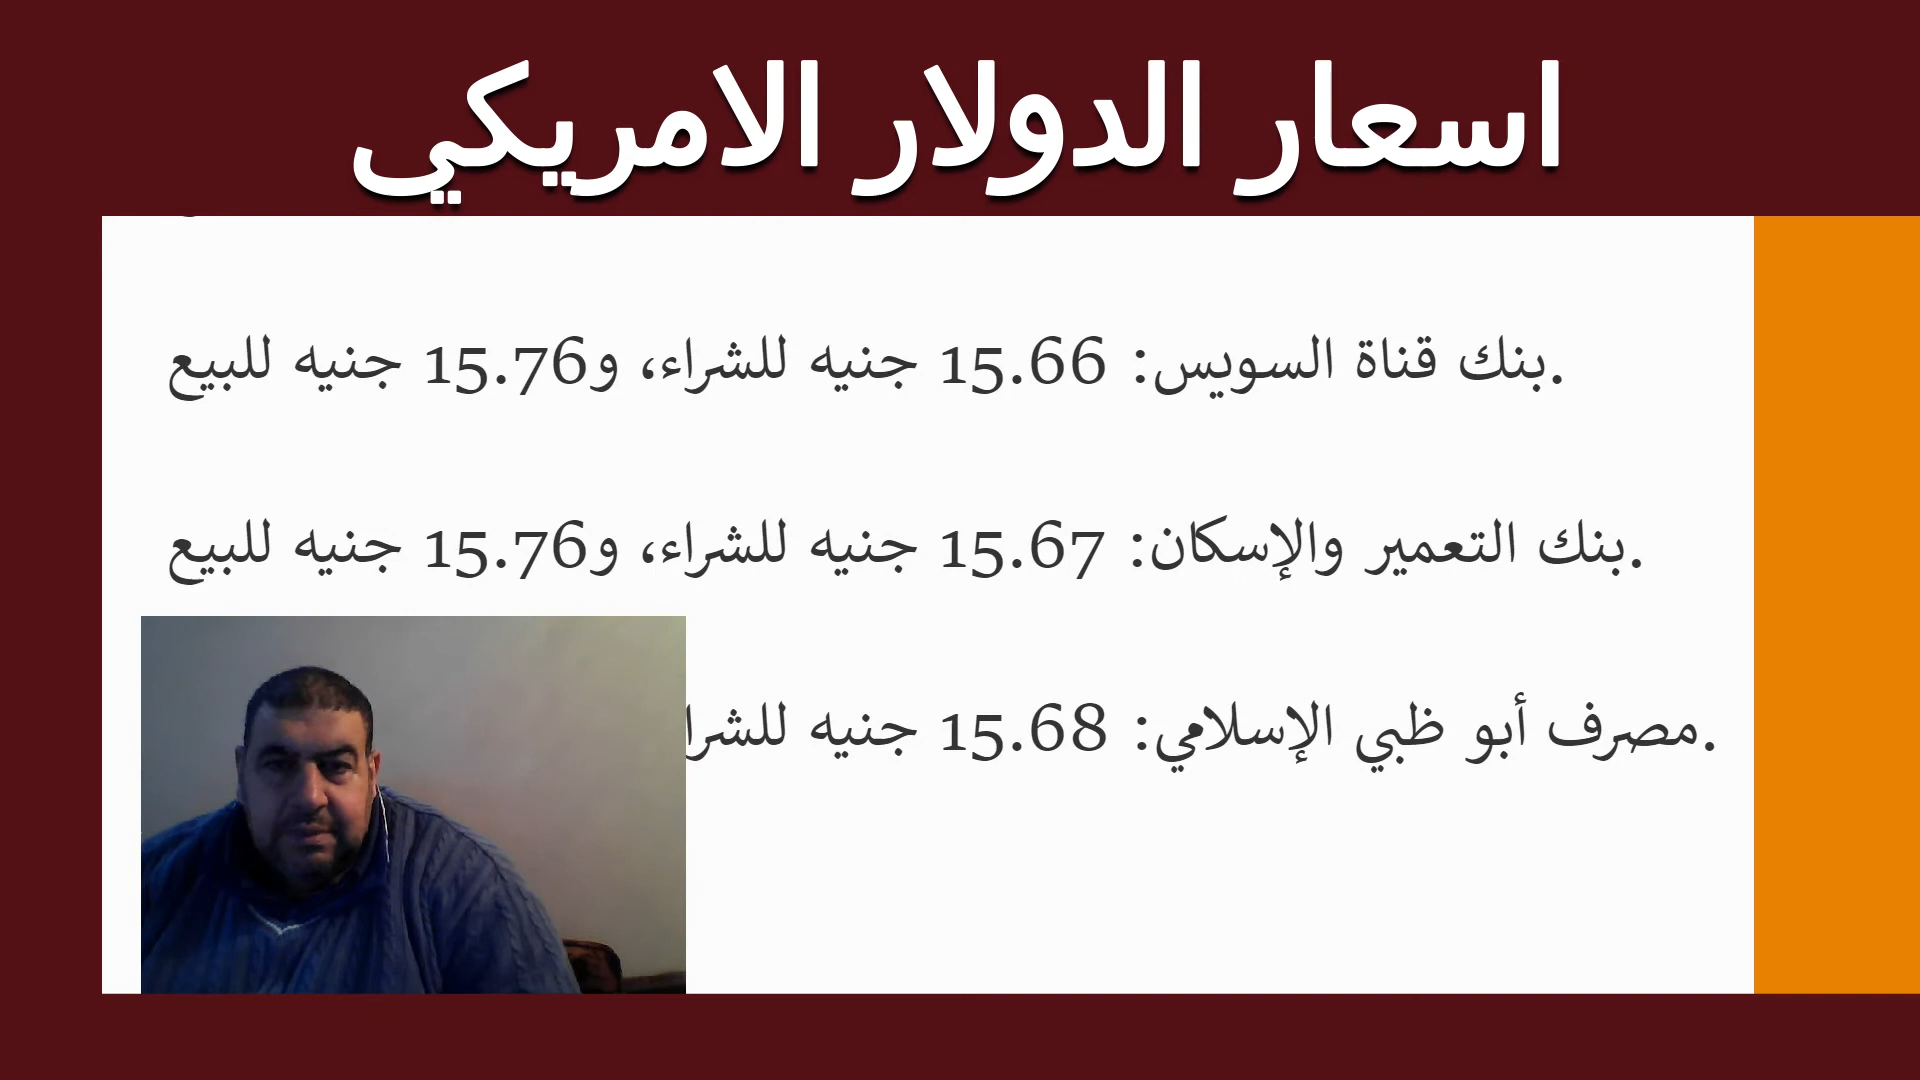 اسعار الدولار الامريكي
بنك قناة السويس: 15.66 جنيه للشراء، و15.76 جنيه للبيع.
بنك التعمير والإسكان: 15.67 جنيه للشراء، و15.76 جنيه للبيع.
مصرف أبو ظبي الإسلامي: 15.68 جنيه